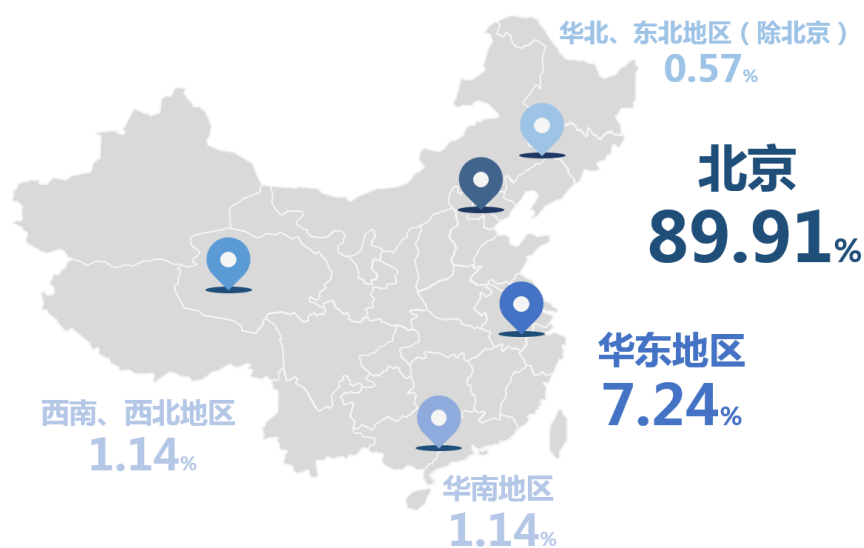 华北、东北地区（除北京）
0.57%
北京
89.91%
华东地区
7.24%
西南、西北地区
1.14%
华南地区
1.14%